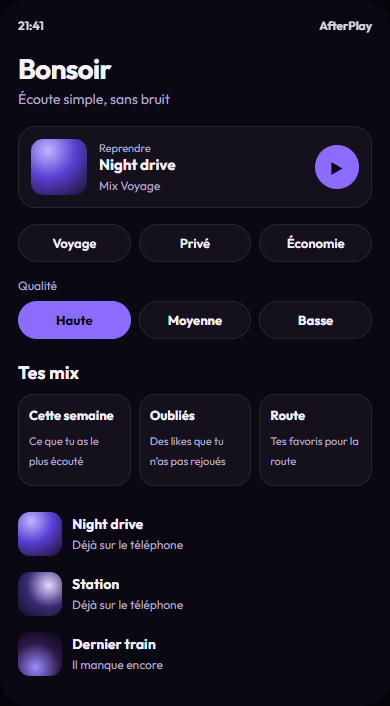 21:41
AfterPlay
Bonsoir
Écoute simple, sans bruit
Reprendre
Night drive
Mix Voyage
Voyage
Privé
Économie
Qualité
Haute
Moyenne
Basse
Tes mix
Cette semaine
Ce que tu as le
plus écouté
Oubliés
Des likes que tu
n'as pas rejoués
Route
Tes favoris pour la
route
Night drive
Déjà sur le téléphone
Station
Déjà sur le téléphone
Dernier train
Il manque encore